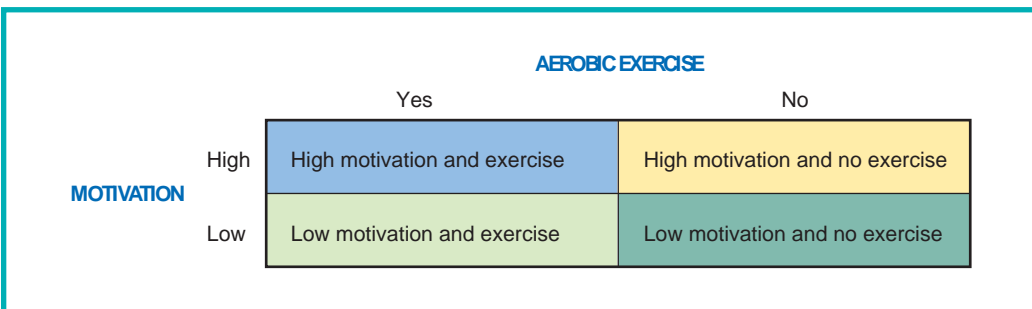 AEROBIC EXERCISE
Yes No
High High motivation and exercise High motivation and no exercise
MOTIVATION
Low Low motivation and exercise Low motivation and no exercise